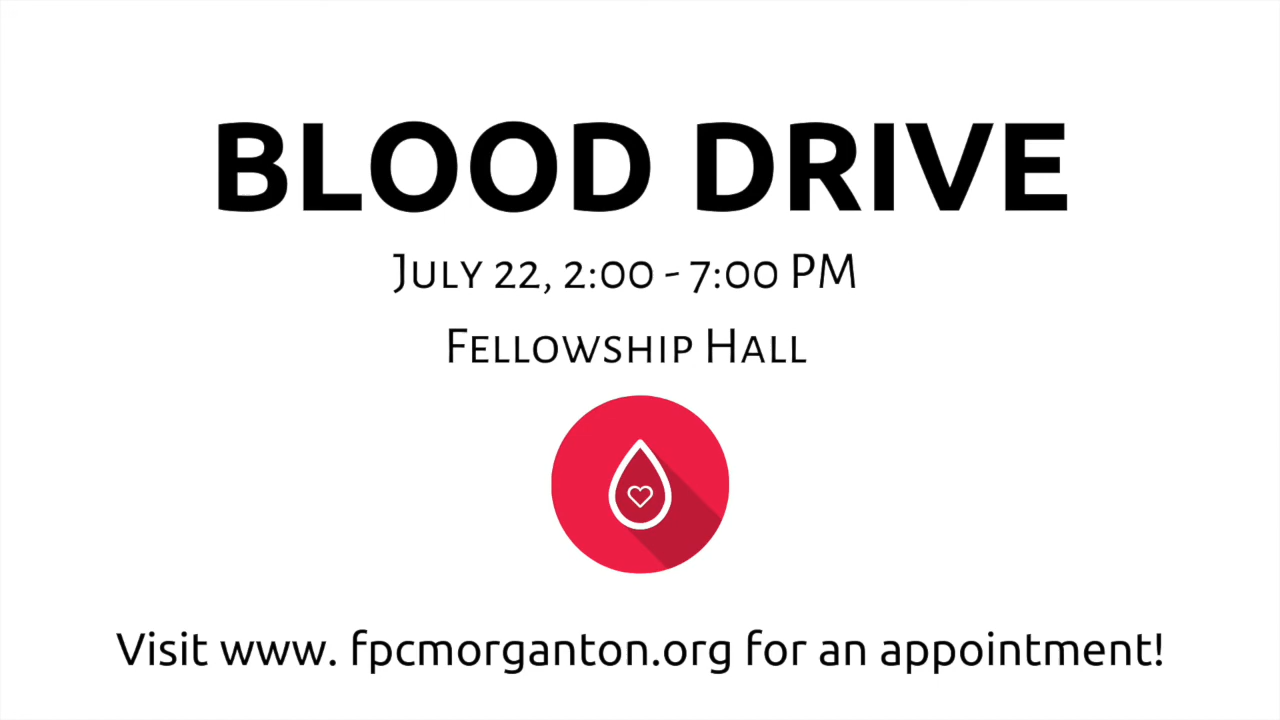 BLOOD DRIVE
July 22, 2:00 - 7:00 PM
Fellowship Hall
Visit www. fpcmorganton.org for an appointment!